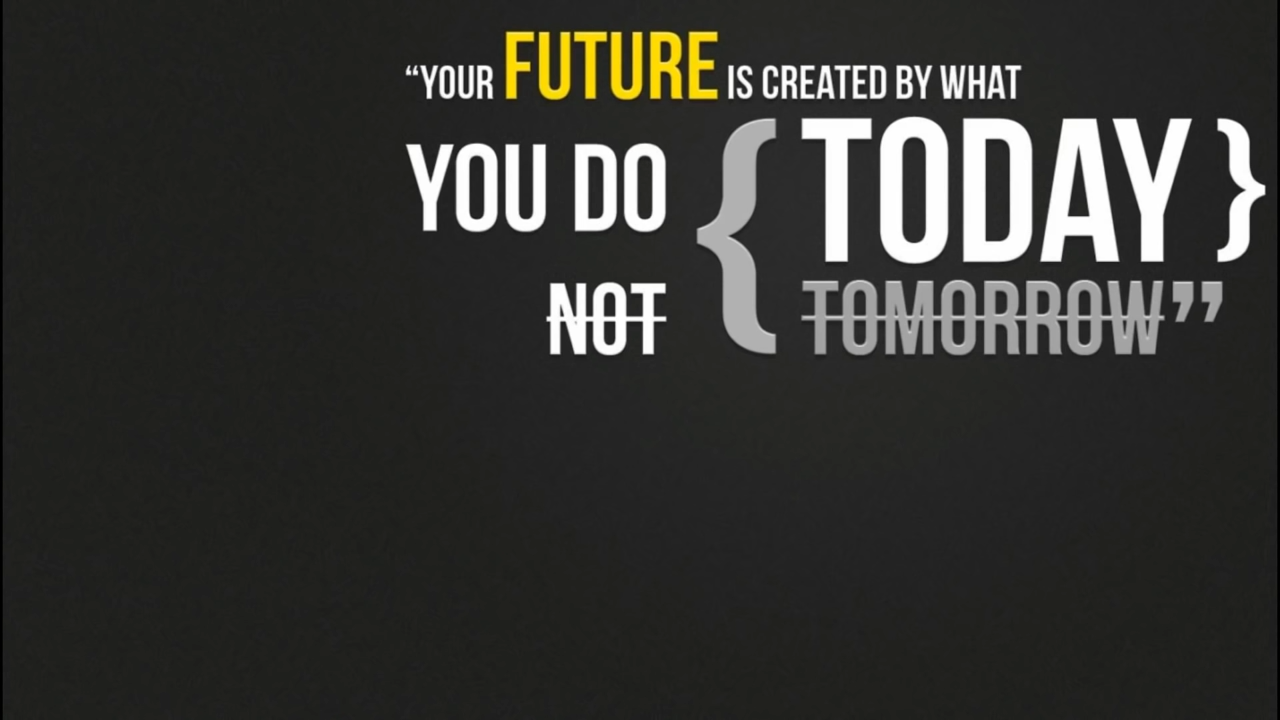 “YOUR FUTURE IS CREATED BY WHAT
YOU DO { TODAY }
NOT TOMORROW”